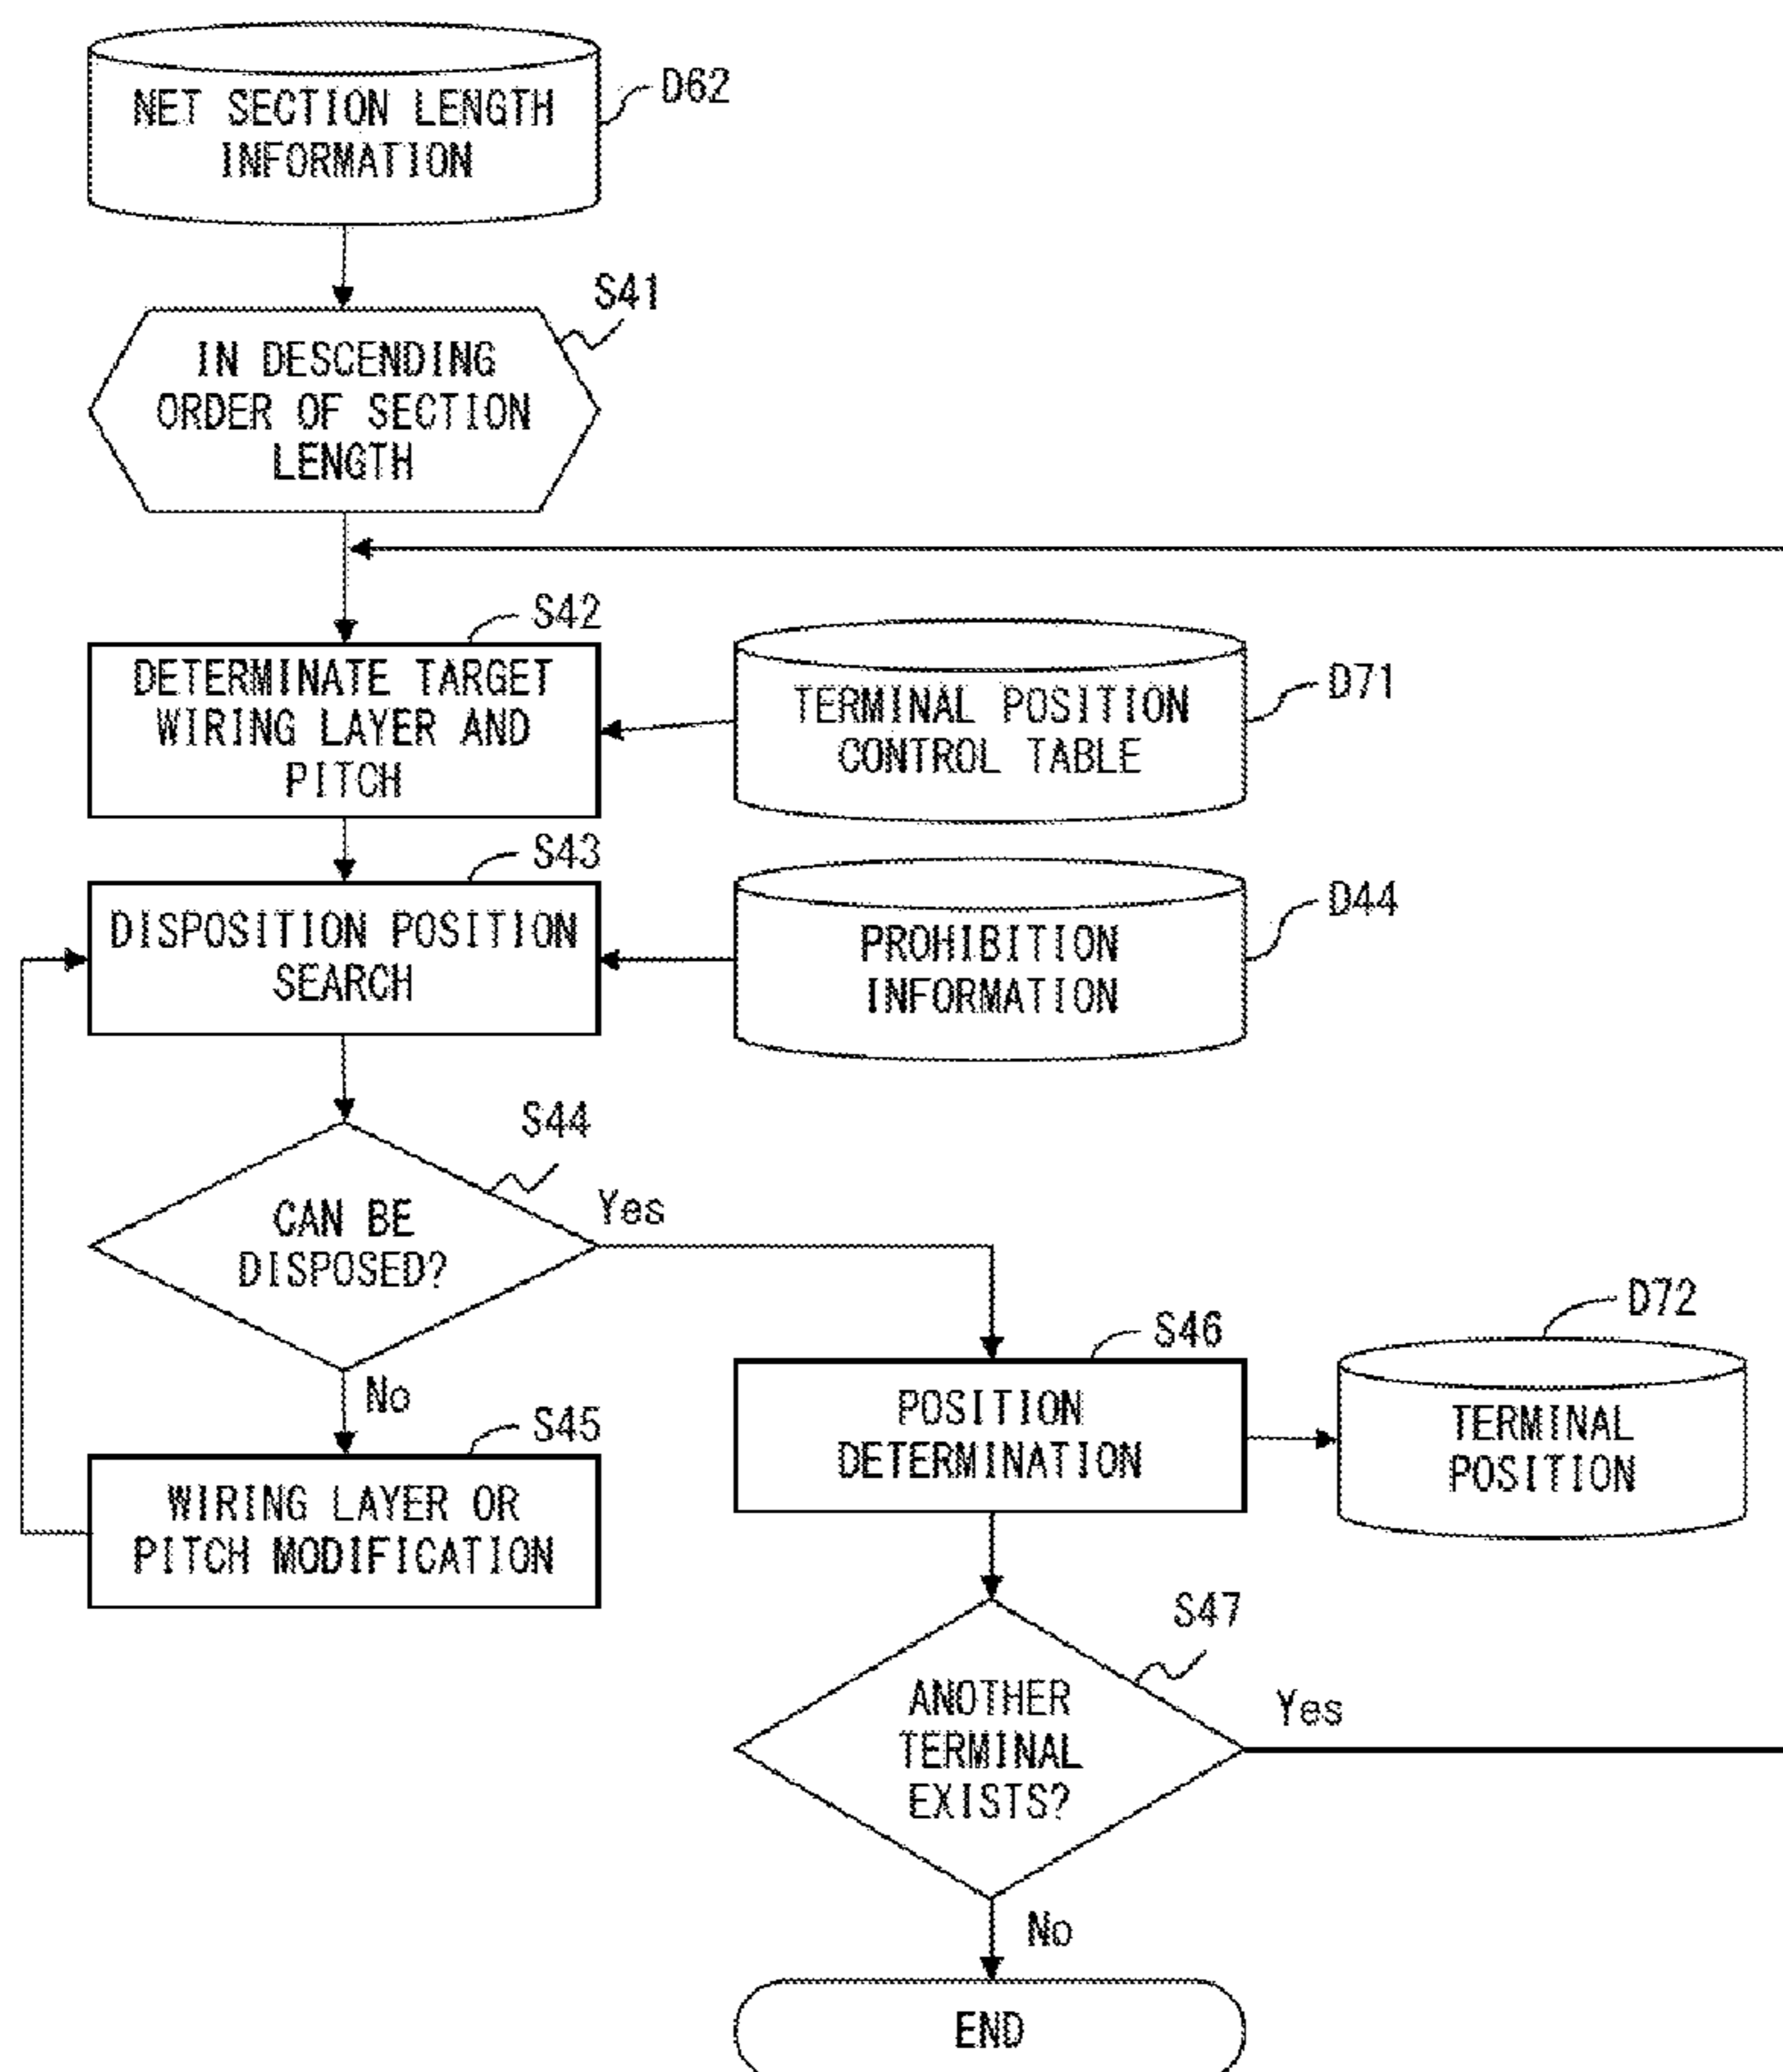 NET SECTION LENGTH
INFORMATION
D62
S41
IN DESCENDING
ORDER OF SECTION
LENGTH
S42
DETERMINATE TARGET
WIRING LAYER AND
PITCH
TERMINAL POSITION
CONTROL TABLE
D71
S43
DISPOSITION POSITION
SEARCH
PROHIBITION
INFORMATION
D44
S44
CAN BE
DISPOSED?
Yes
No
S45
WIRING LAYER OR
PITCH MODIFICATION
S46
POSITION
DETERMINATION
D72
TERMINAL
POSITION
S47
ANOTHER
TERMINAL
EXISTS?
Yes
No
END